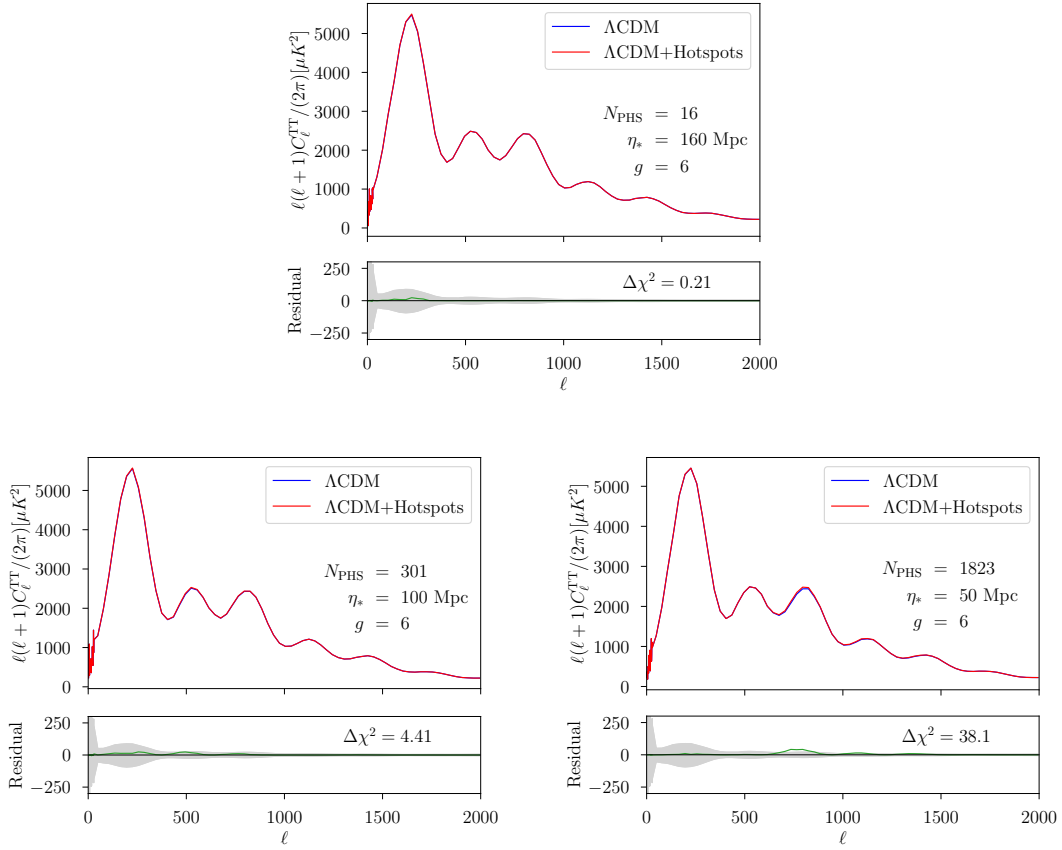 ΛCDM
ΛCDM+Hotspots
N_PHS = 16
η_* = 160 Mpc
g = 6
ℓ(ℓ + 1)C_ℓ^TT/(2π)[μK²]
5000
4000
3000
2000
1000
0
Δχ² = 0.21
Residual
250
0
−250
0 500 1000 1500 2000
ℓ
ΛCDM
ΛCDM+Hotspots
N_PHS = 301
η_* = 100 Mpc
g = 6
ℓ(ℓ + 1)C_ℓ^TT/(2π)[μK²]
5000
4000
3000
2000
1000
0
Δχ² = 4.41
Residual
250
0
−250
0 500 1000 1500 2000
ℓ
ΛCDM
ΛCDM+Hotspots
N_PHS = 1823
η_* = 50 Mpc
g = 6
ℓ(ℓ + 1)C_ℓ^TT/(2π)[μK²]
5000
4000
3000
2000
1000
0
Δχ² = 38.1
Residual
250
0
−250
0 500 1000 1500 2000
ℓ